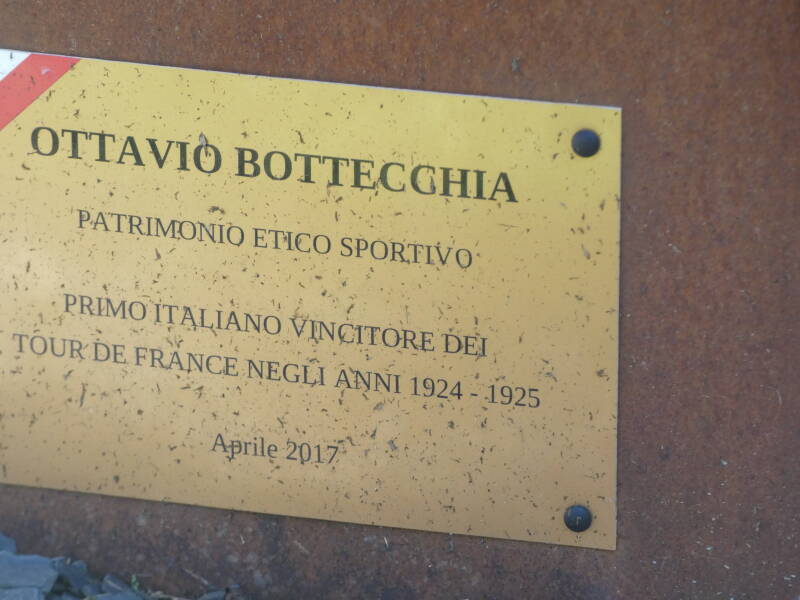 OTTAVIO BOTTECCHIA
PATRIMONIO ETICO SPORTIVO
PRIMO ITALIANO VINCITORE DEI
TOUR DE FRANCE NEGLI ANNI 1924 - 1925
Aprile 2017